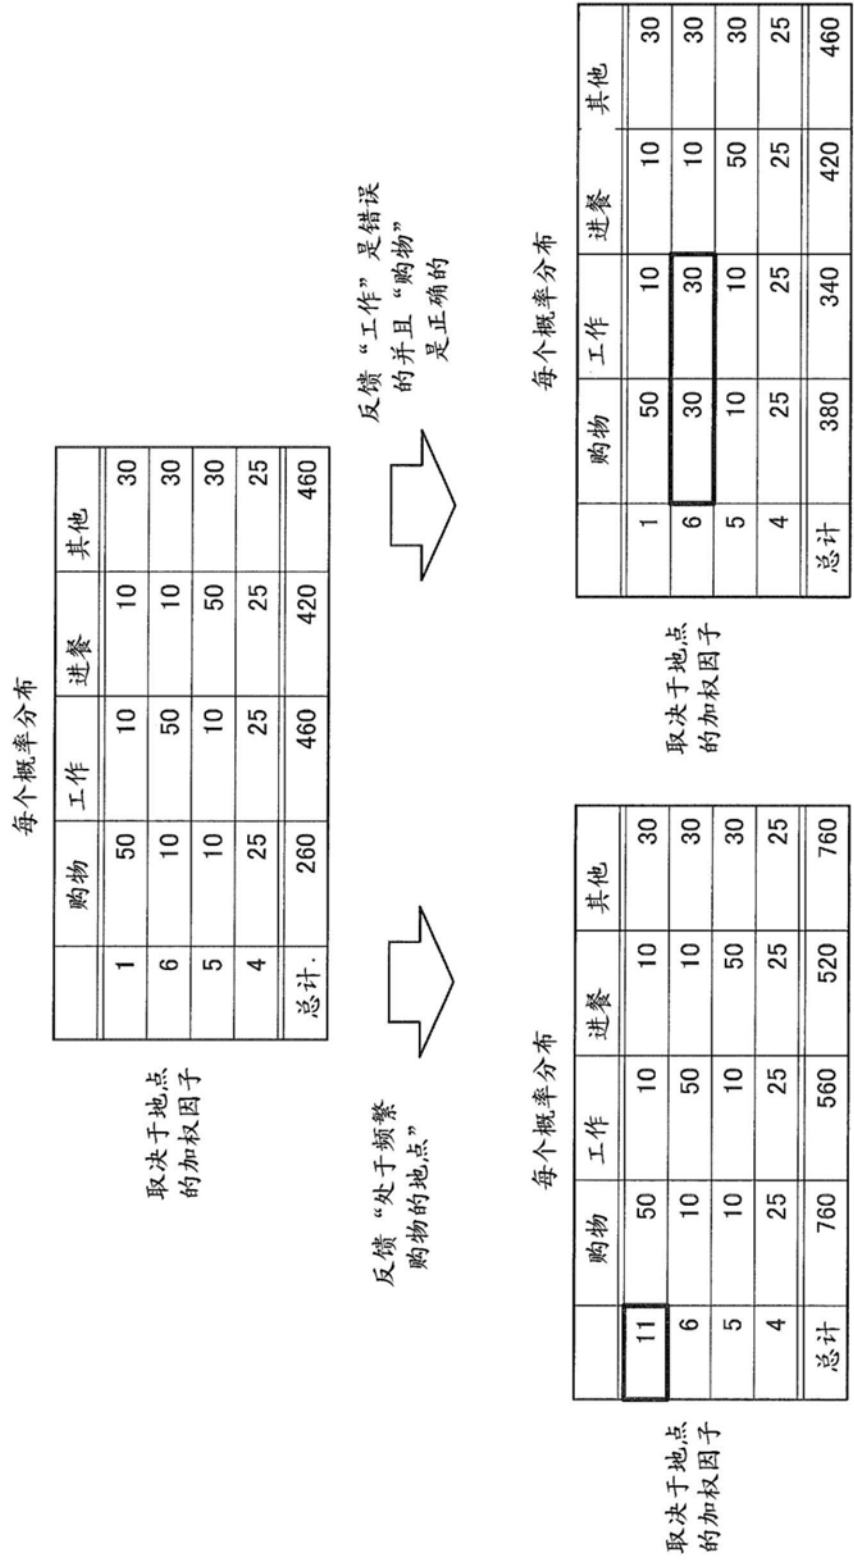 每个概率分布
购物 工作 进餐 其他
1 50 10 10 30
6 10 50 10 30
5 10 10 50 30
4 25 25 25 25
总计. 260 460 420 460
取决于地点
的加权因子
反馈“处于频繁
购物的地点”
反馈“工作”是错误
的并且“购物”
是正确的
每个概率分布
购物 工作 进餐 其他
11 50 10 10 30
6 10 50 10 30
5 10 10 50 30
4 25 25 25 25
总计 760 560 520 760
取决于地点
的加权因子
每个概率分布
购物 工作 进餐 其他
1 50 10 10 30
6 30 30 10 30
5 10 10 50 30
4 25 25 25 25
总计 380 340 420 460
取决于地点
的加权因子